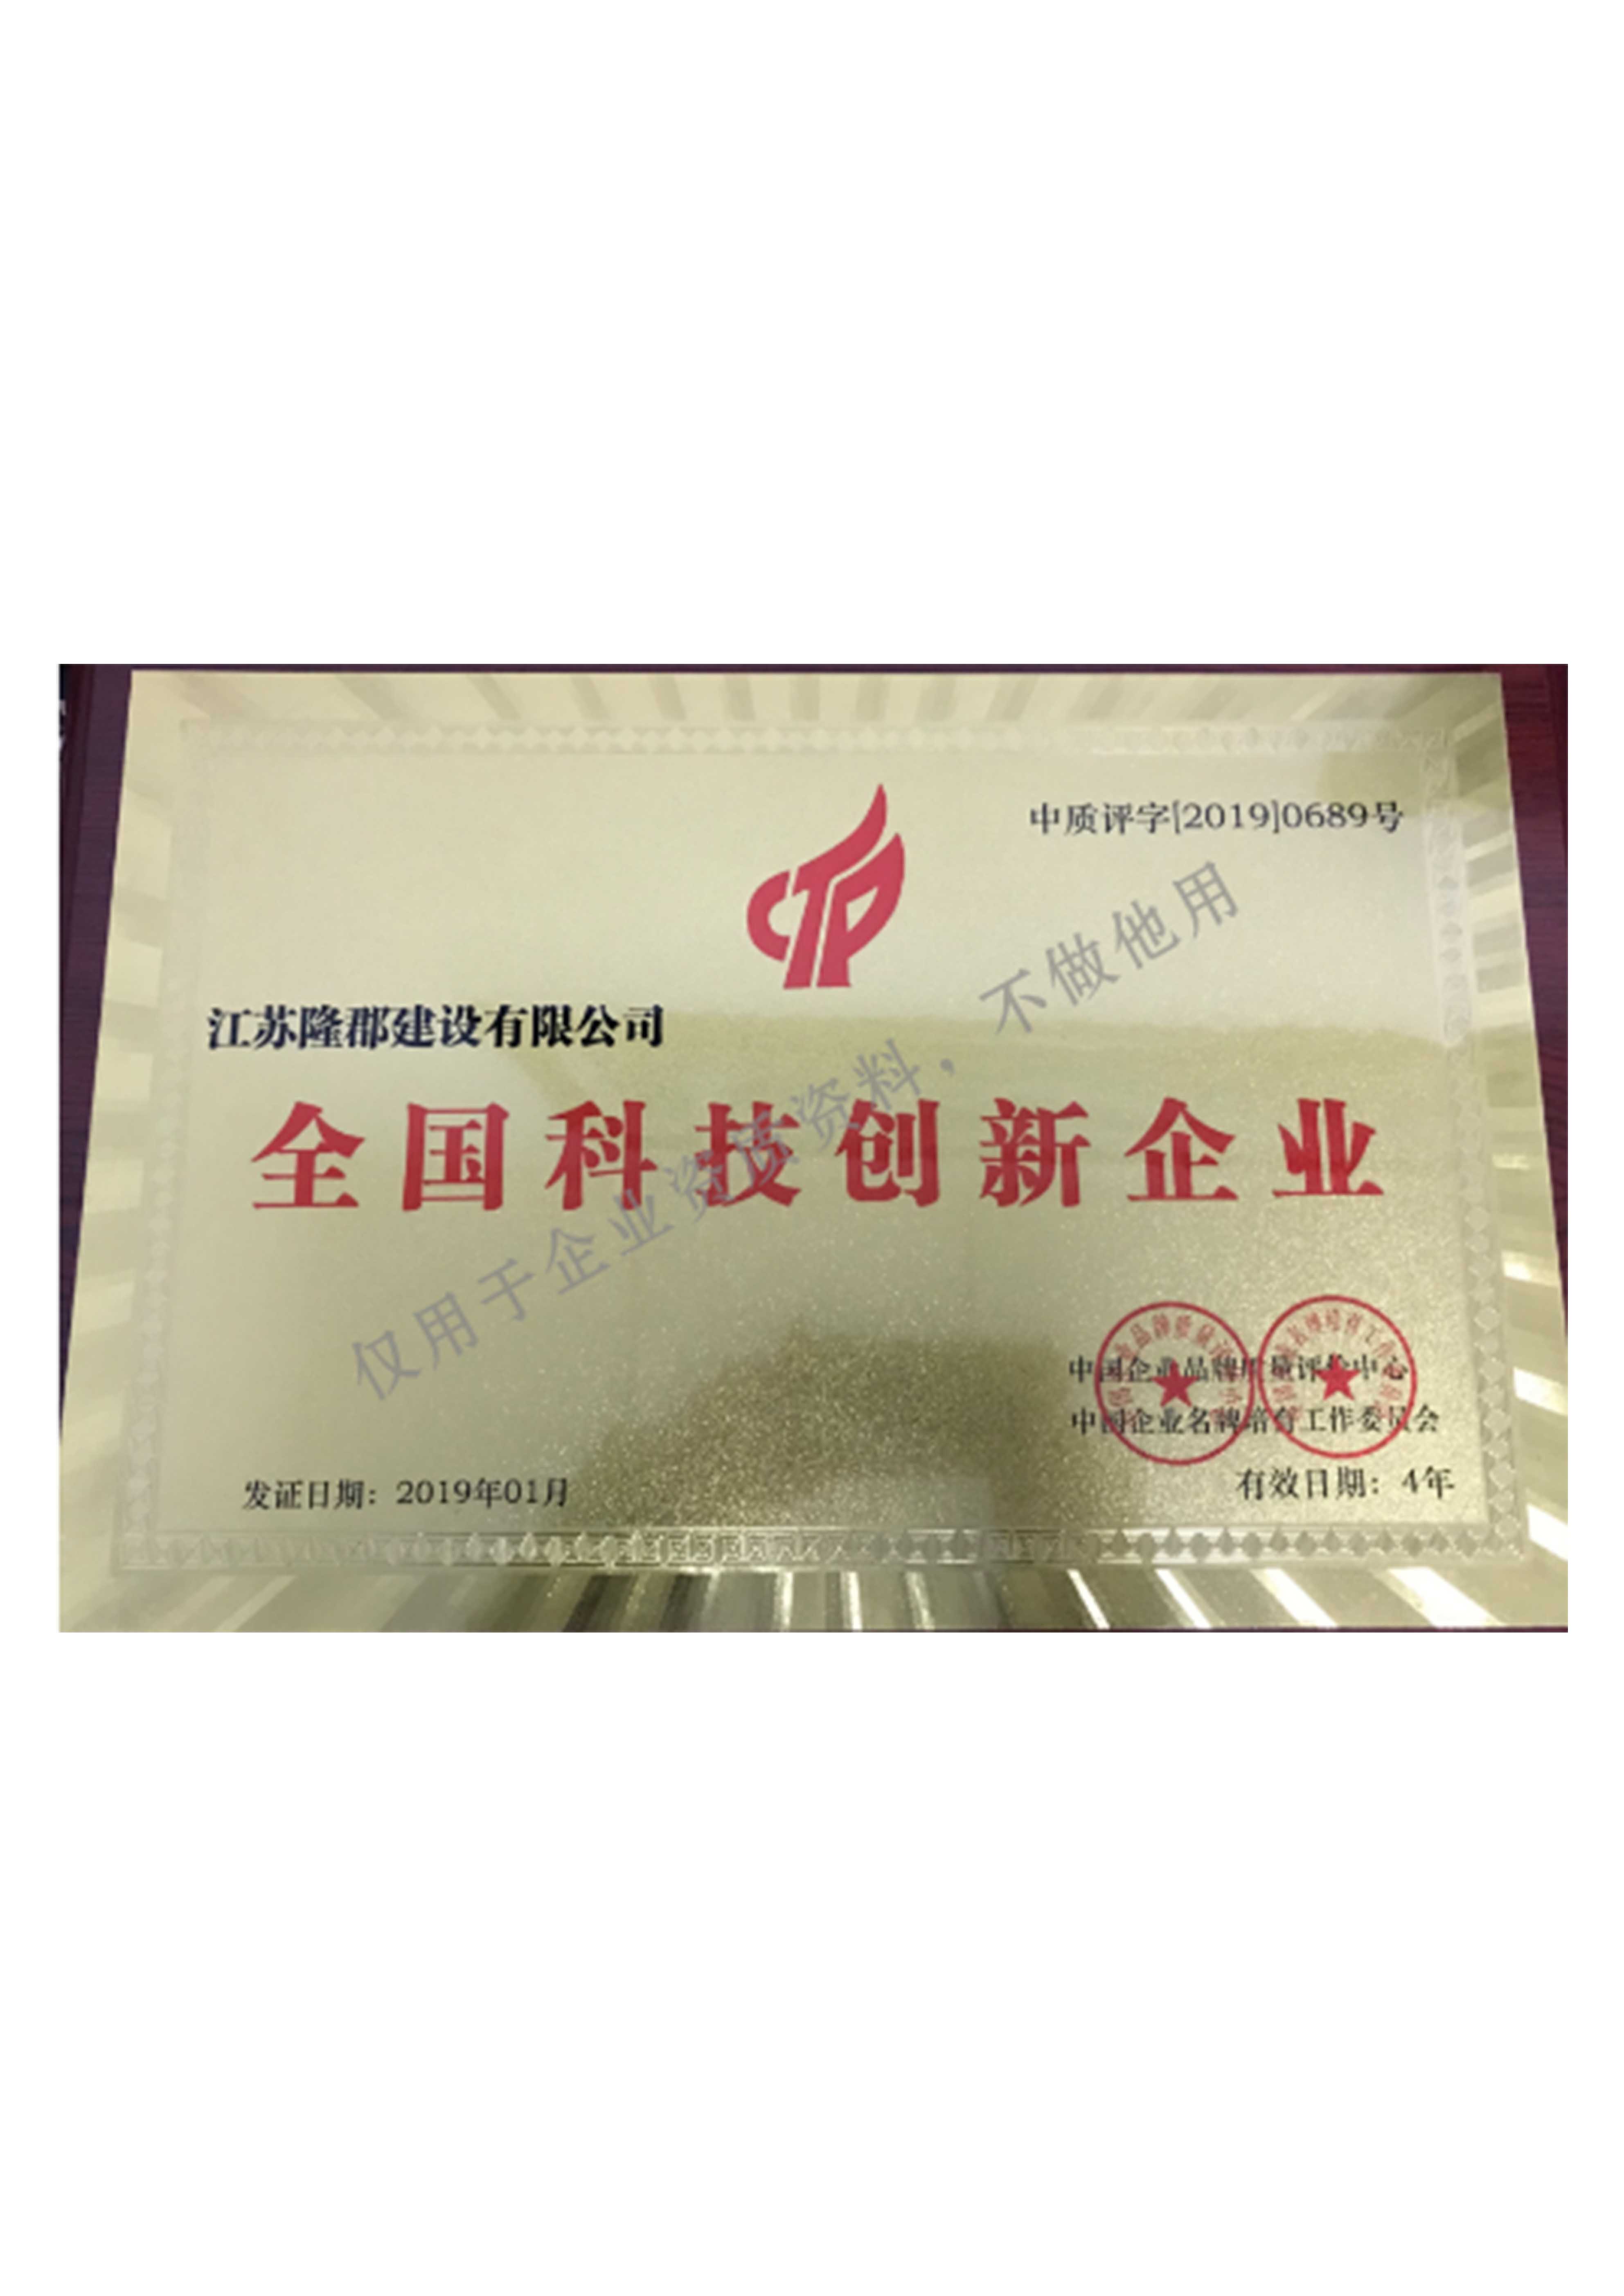 中质评字[2019]0689号
江苏隆郡建设有限公司
全国科技创新企业
仅用于企业资质资料，不做他用
中国企业品牌质量评价中心
中国企业名牌培育工作委员会
发证日期：2019年01月
有效日期：4年